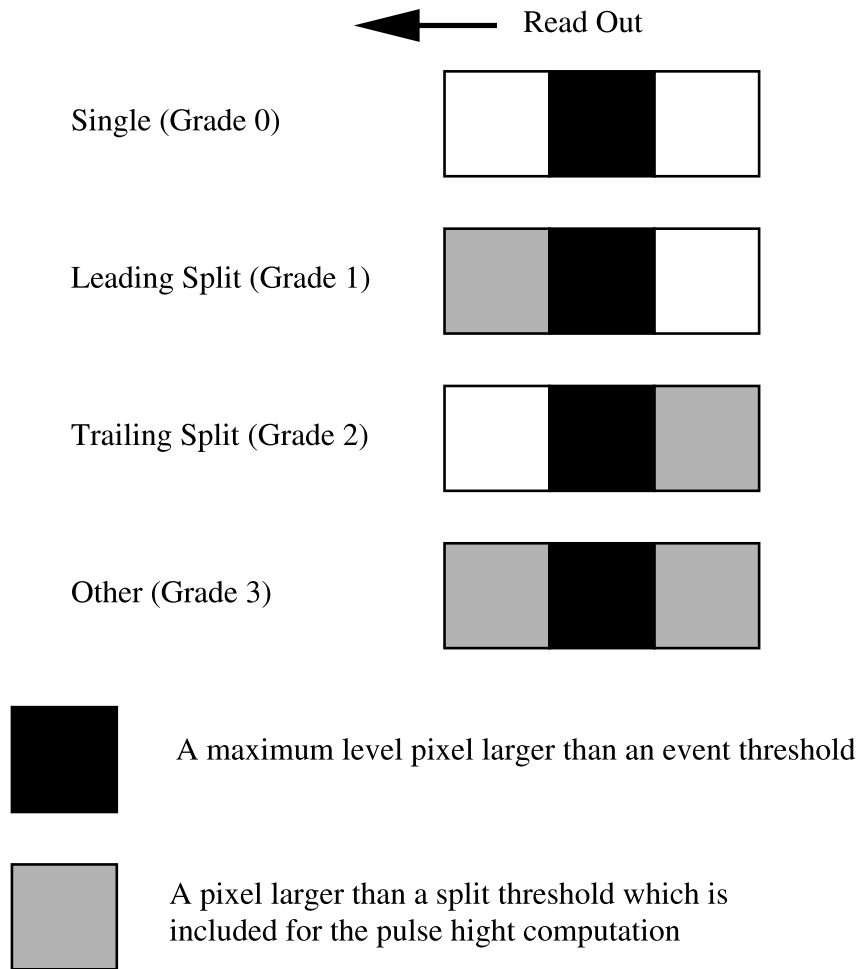 Read Out
Single (Grade 0)
Leading Split (Grade 1)
Trailing Split (Grade 2)
Other (Grade 3)
A maximum level pixel larger than an event threshold
A pixel larger than a split threshold which is
included for the pulse hight computation